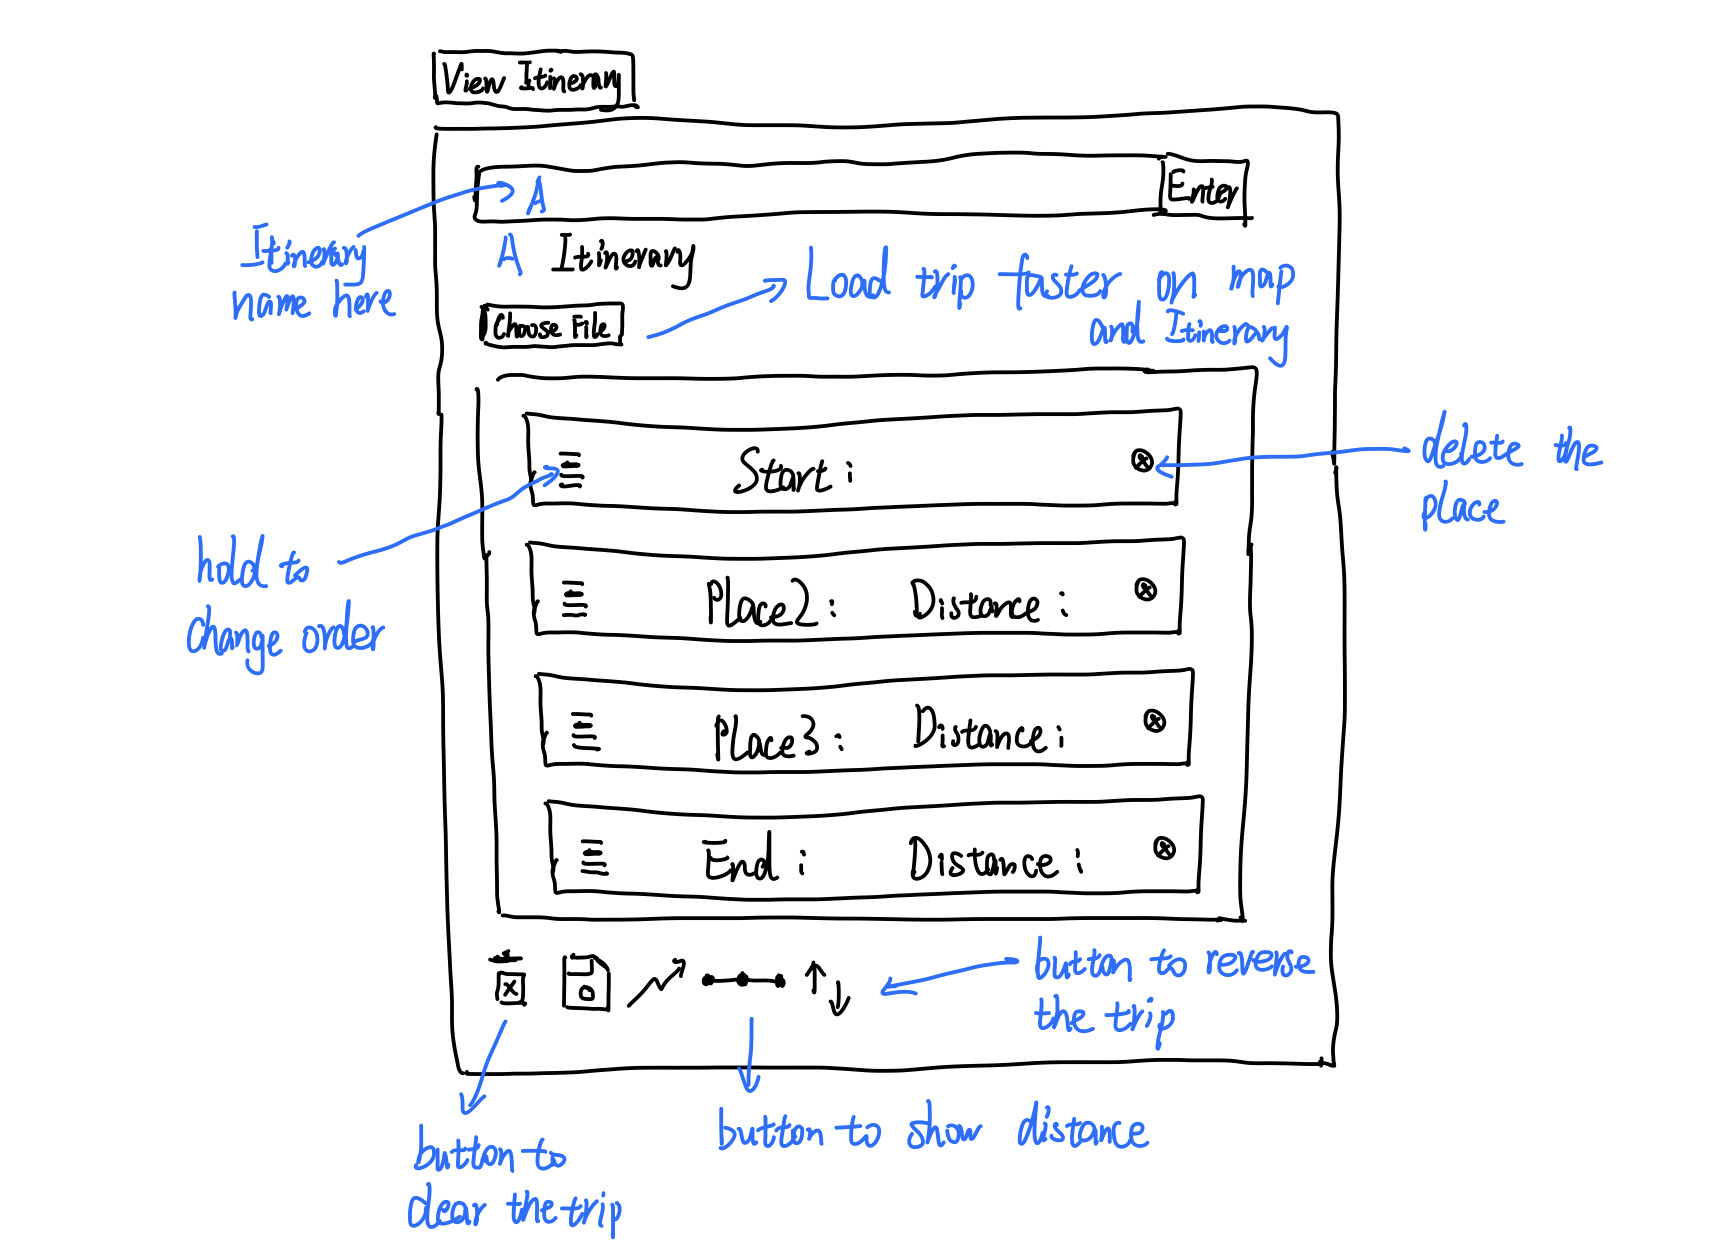 View Itinerary
A
Enter
Itinerary
name here
A Itinerary
Load trip faster on map
and Itinerary
Choose File
Start:
delete the
place
hold to
change order
Place2: Distance:
Place3: Distance:
End: Distance:
button to reverse
the trip
button to show distance
button to
clear the trip